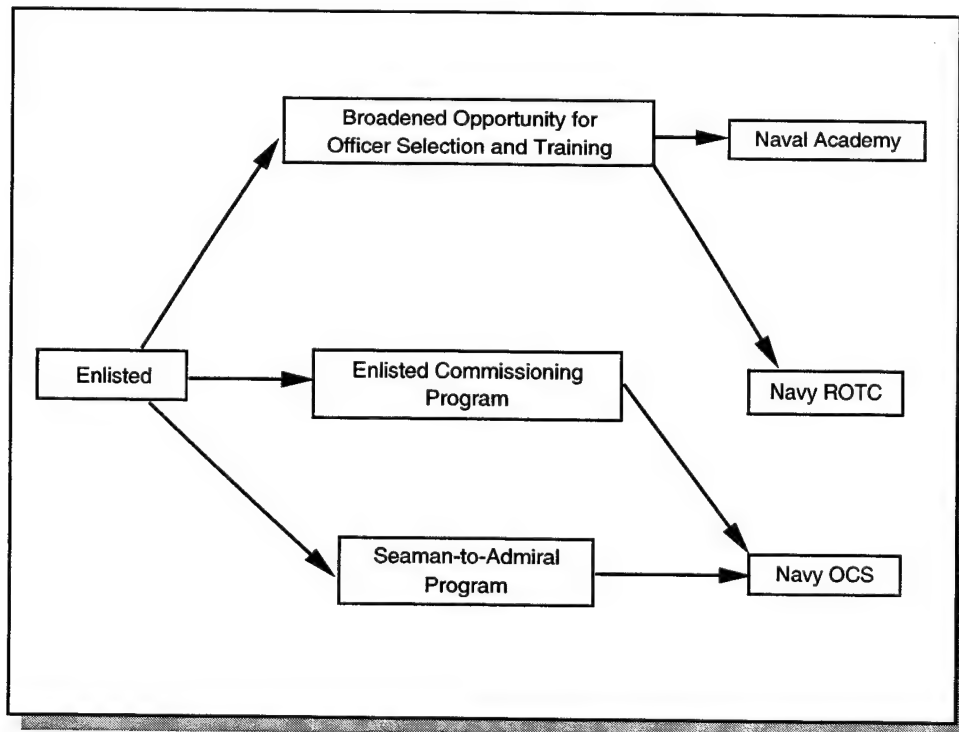 Broadened Opportunity for
Officer Selection and Training
Naval Academy
Enlisted
Enlisted Commissioning
Program
Navy ROTC
Seaman-to-Admiral
Program
Navy OCS